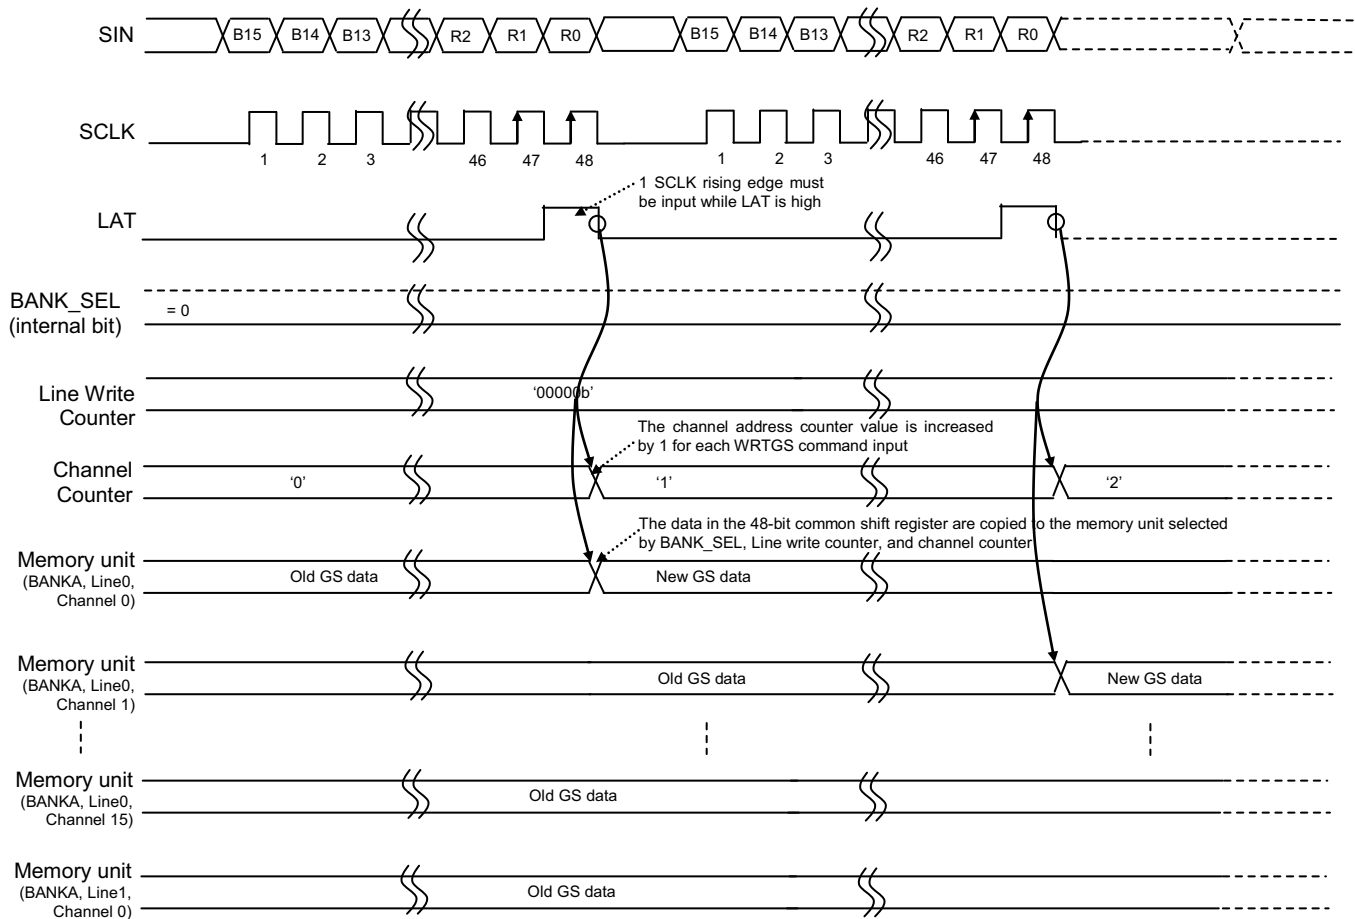 SIN
B15 B14 B13 R2 R1 R0 B15 B14 B13 R2 R1 R0
SCLK
1 2 3 46 47 48 1 2 3 46 47 48
1 SCLK rising edge must
be input while LAT is high
LAT
BANK_SEL
(internal bit)
= 0
Line Write
Counter
‘00000b’
The channel address counter value is increased
by 1 for each WRTGS command input
Channel
Counter
‘0’ ‘1’ ‘2’
The data in the 48-bit common shift register are copied to the memory unit selected
by BANK_SEL, Line write counter, and channel counter
Memory unit
(BANKA, Line0,
Channel 0)
Old GS data New GS data
Memory unit
(BANKA, Line0,
Channel 1)
Old GS data New GS data
Memory unit
(BANKA, Line0,
Channel 15)
Old GS data
Memory unit
(BANKA, Line1,
Channel 0)
Old GS data